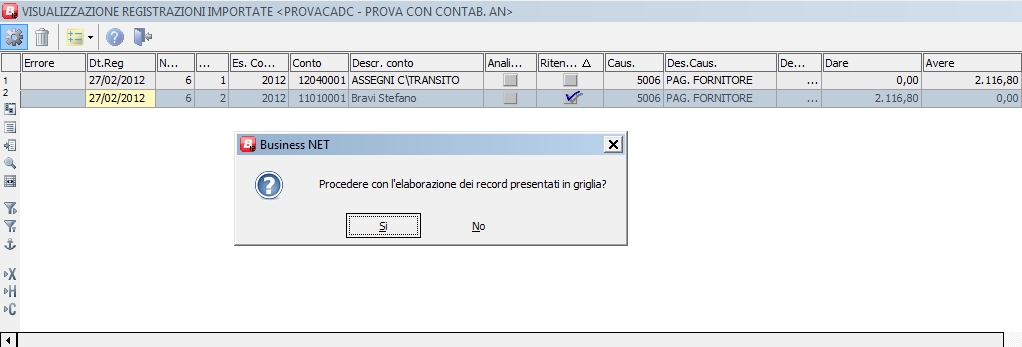 VISUALIZZAZIONE REGISTRAZIONI IMPORTATE <PROVACADC - PROVA CON CONTAB. AN>
Errore Dt.Reg N... ... Es. Co... Conto Descr. conto Anali... Riten... Caus. Des.Caus. De... Dare Avere
1 27/02/2012 6 1 2012 12040001 ASSEGNI C\TRANSITO 5006 PAG. FORNITORE ... 0,00 2.116,80
2 27/02/2012 6 2 2012 11010001 Bravi Stefano 5006 PAG. FORNITORE ... 2.116,80 0,00
Business NET
Procedere con l'elaborazione dei record presentati in griglia?
Sì No
X
H
C